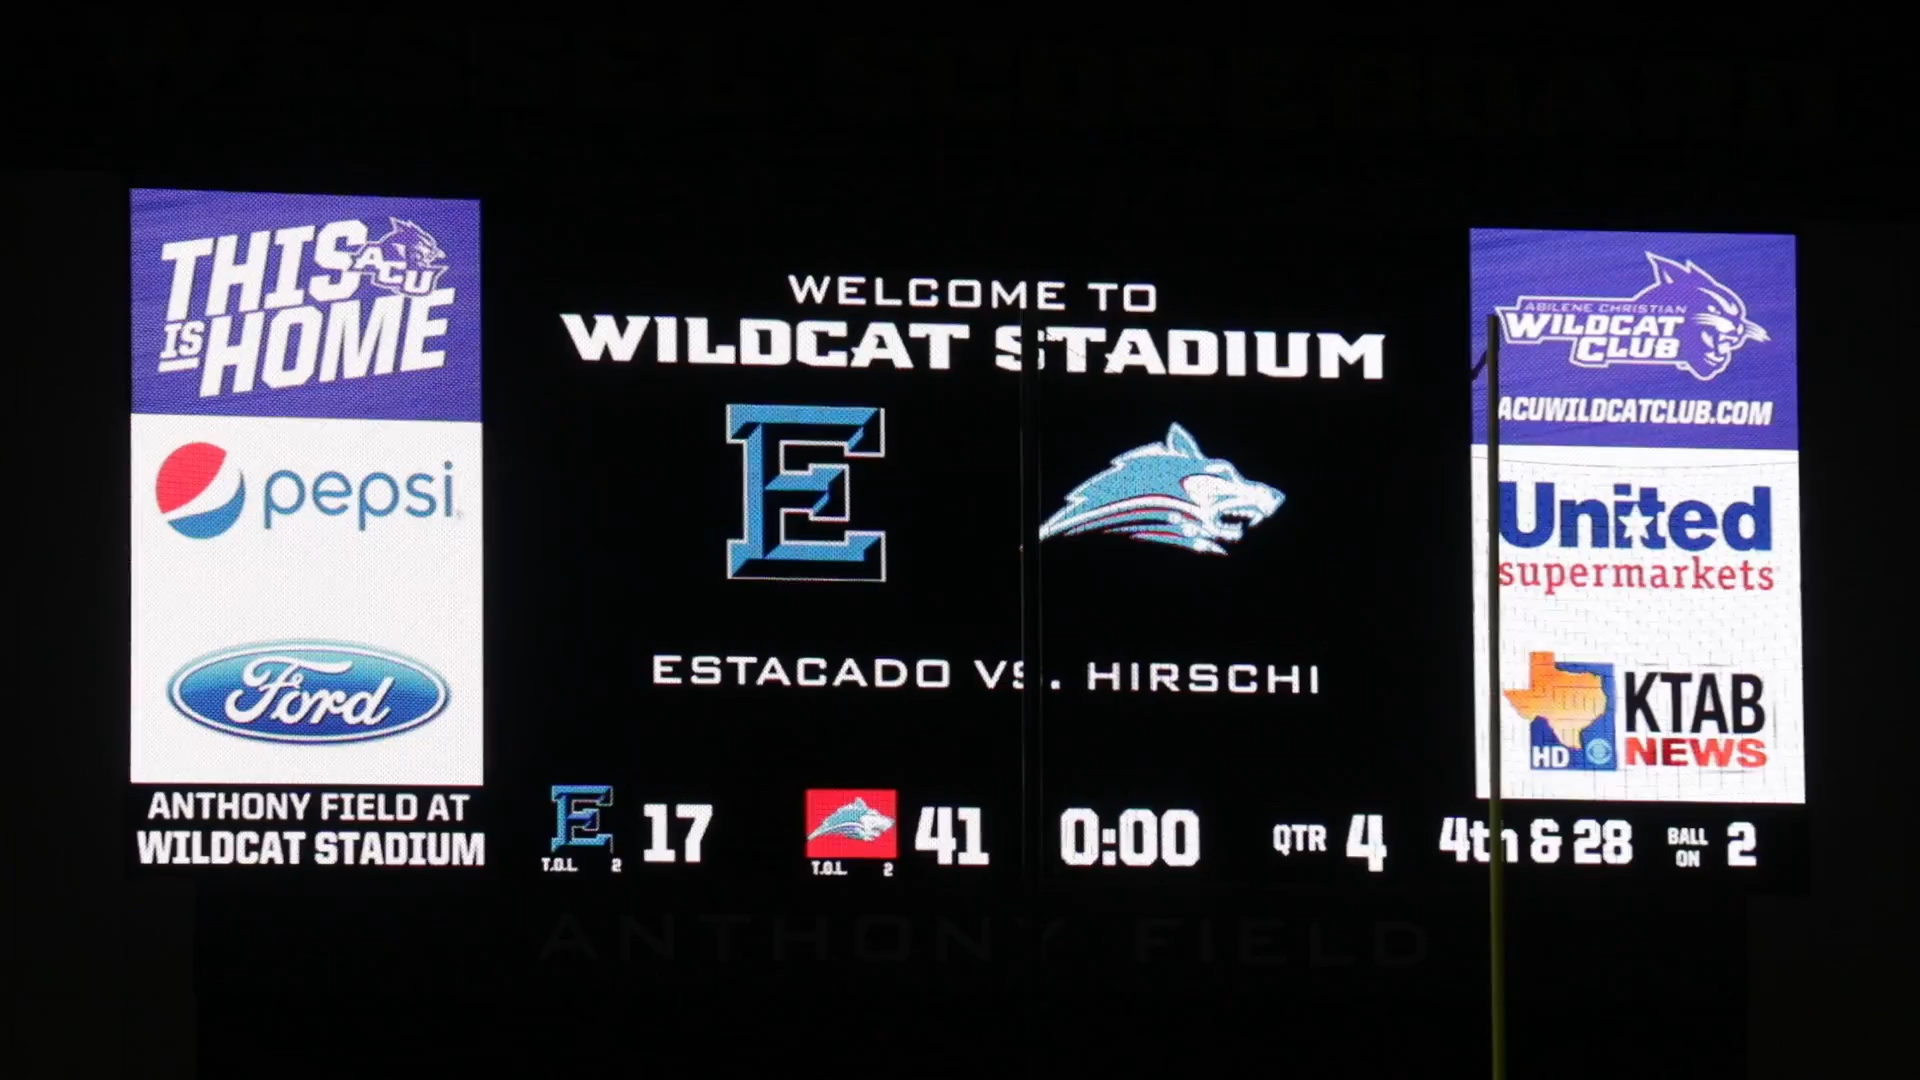 THIS
ACU
IS HOME
pepsi
Ford
ANTHONY FIELD AT
WILDCAT STADIUM
WELCOME TO
WILDCAT STADIUM
E
ESTACADO VS. HIRSCHI
E 17 41 0:00 QTR 4 4th & 28 BALL ON 2
T.O.L. 2 T.O.L. 2
ABILENE CHRISTIAN
WILDCAT
CLUB
ACUWILDCATCLUB.COM
United
supermarkets
KTAB
HD NEWS
ANTHONY FIELD